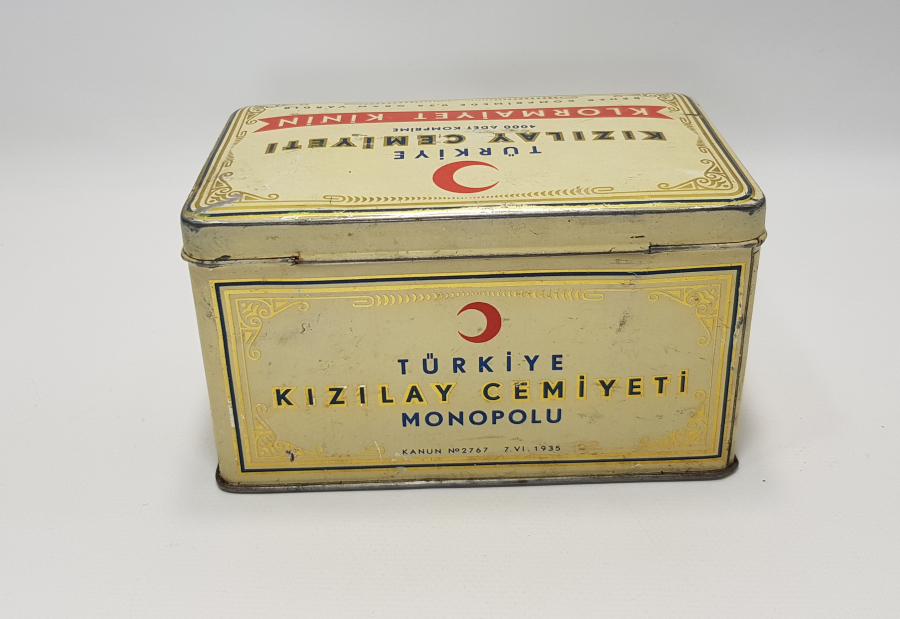 TÜRKİYE
KIZILAY CEMİYETİ
4000 ADET KOMPRİME
KLORMAİYET KİNİN
TÜRKİYE
KIZILAY CEMİYETİ
MONOPOLU
KANUN Nº2767 7.VI.1935